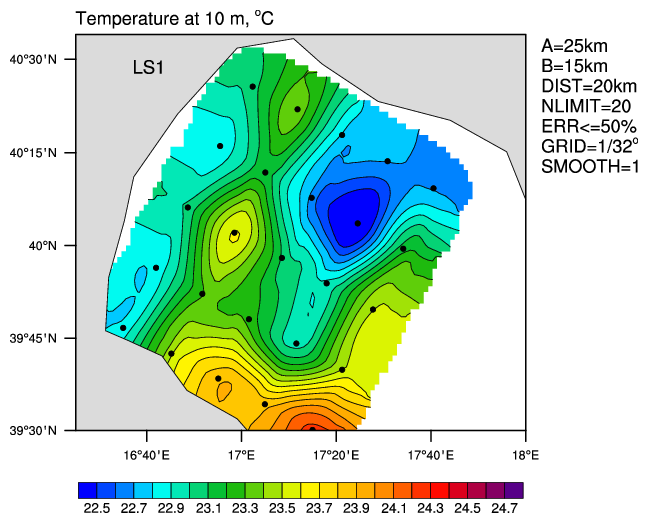 Temperature at 10 m, °C
LS1
A=25km
B=15km
DIST=20km
NLIMIT=20
ERR<=50%
GRID=1/32°
SMOOTH=1
40°30'N
40°15'N
40°N
39°45'N
39°30'N
16°40'E 17°E 17°20'E 17°40'E 18°E
22.5 22.7 22.9 23.1 23.3 23.5 23.7 23.9 24.1 24.3 24.5 24.7